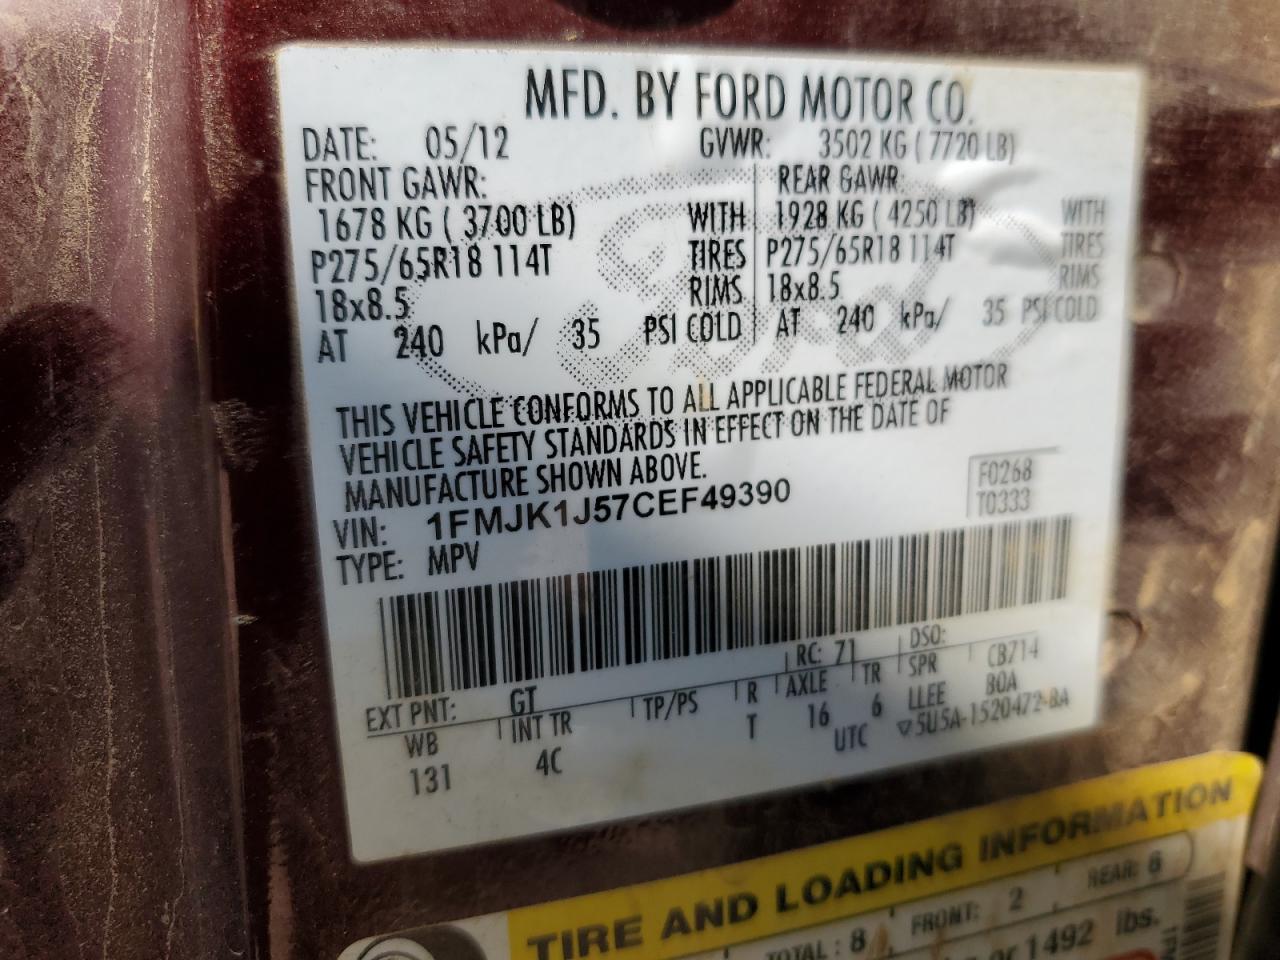 MFD. BY FORD MOTOR CO.
DATE: 05/12 GVWR: 3502 KG ( 7720 LB)
FRONT GAWR: REAR GAWR:
1678 KG ( 3700 LB) WITH 1928 KG ( 4250 LB) WITH
P275/65R18 114T TIRES P275/65R18 114T TIRES
18x8.5 RIMS 18x8.5 RIMS
AT 240 kPa/ 35 PSI COLD AT 240 kPa/ 35 PSI COLD
THIS VEHICLE CONFORMS TO ALL APPLICABLE FEDERAL MOTOR
VEHICLE SAFETY STANDARDS IN EFFECT ON THE DATE OF
MANUFACTURE SHOWN ABOVE.
VIN: 1FMJK1J57CEF49390
TYPE: MPV
F0268
T0333
EXT PNT: GT RC: 71 DSO:
WB INT TR TP/PS R AXLE TR SPR CB714
131 4C T 16 6 LLEE 80A
UTC ▽5U5A-1520472-BA
TIRE AND LOADING INFORMATION
TOTAL : 8 FRONT: 2 REAR: 6
or 1492 lbs.